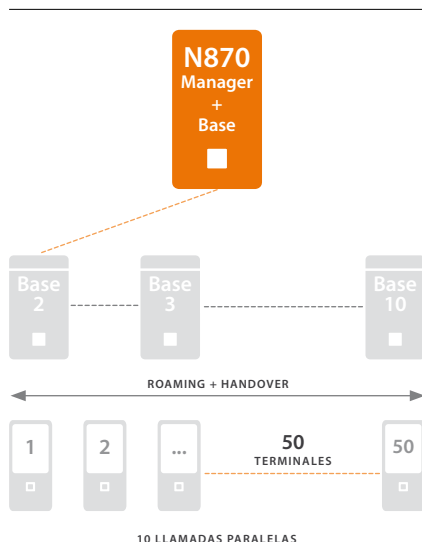 N870
Manager
+
Base
Base
2
Base
3
Base
10
ROAMING + HANDOVER
1
2
...
50
TERMINALES
50
10 LLAMADAS PARALELAS